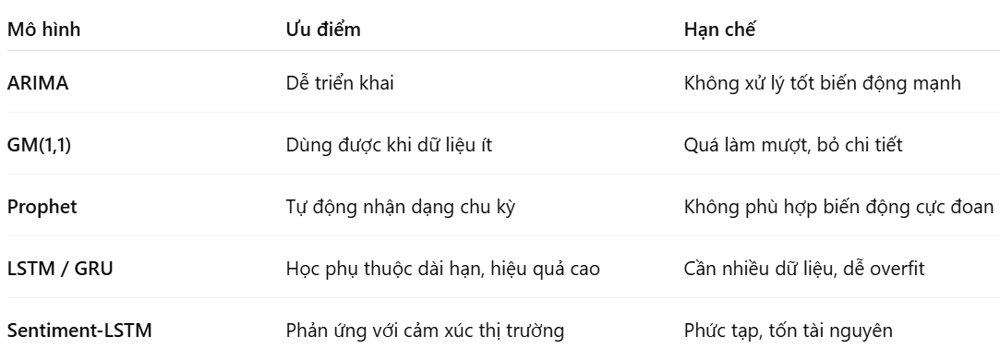 Mô hình Ưu điểm Hạn chế
ARIMA Dễ triển khai Không xử lý tốt biến động mạnh
GM(1,1) Dùng được khi dữ liệu ít Quá làm mượt, bỏ chi tiết
Prophet Tự động nhận dạng chu kỳ Không phù hợp biến động cực đoan
LSTM / GRU Học phụ thuộc dài hạn, hiệu quả cao Cần nhiều dữ liệu, dễ overfit
Sentiment-LSTM Phản ứng với cảm xúc thị trường Phức tạp, tốn tài nguyên